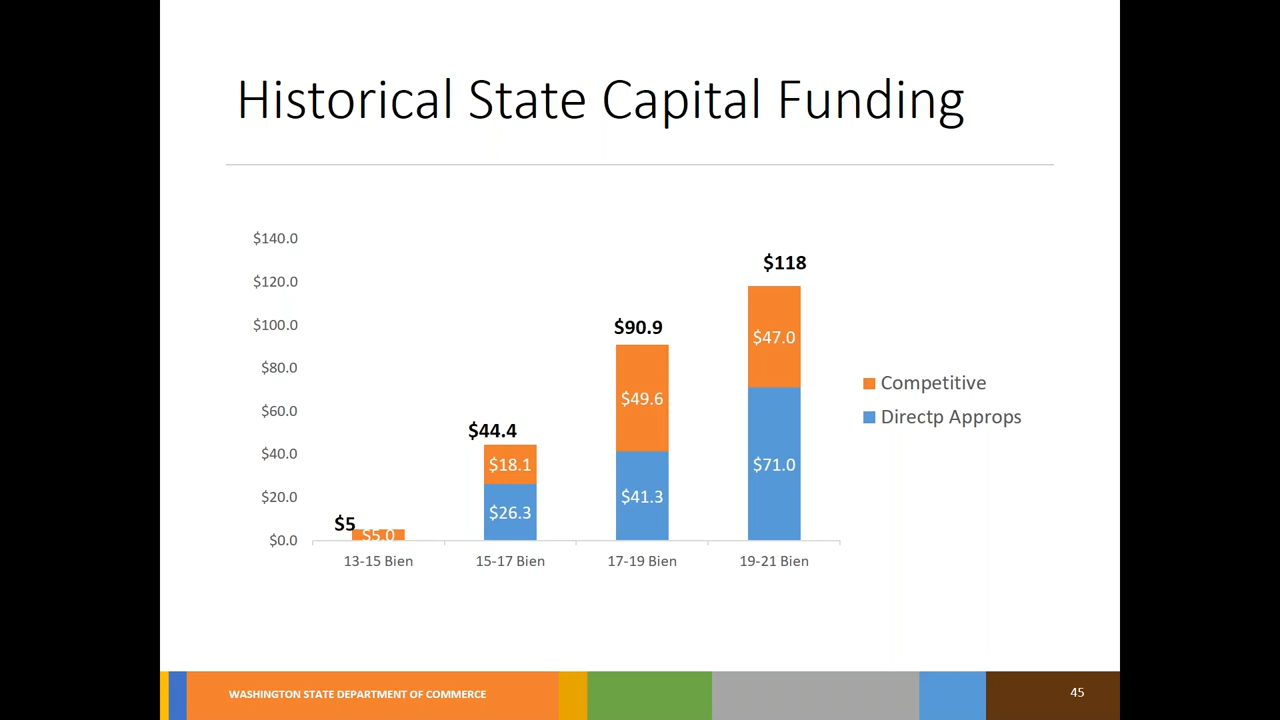 Historical State Capital Funding
$140.0
$120.0
$100.0
$80.0
$60.0
$40.0
$20.0
$0.0
$5
$5.0
$44.4
$18.1
$26.3
$90.9
$49.6
$41.3
$118
$47.0
$71.0
13-15 Bien
15-17 Bien
17-19 Bien
19-21 Bien
Competitive
Directp Approps
WASHINGTON STATE DEPARTMENT OF COMMERCE
45